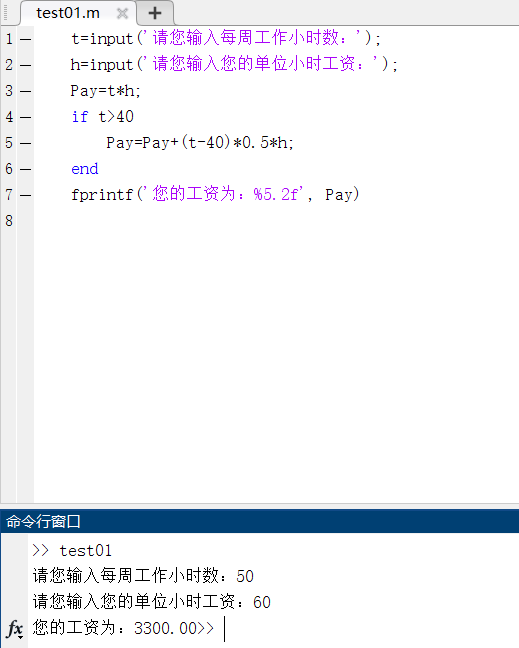 test01.m
1 — t=input('请您输入每周工作小时数：');
2 — h=input('请您输入您的单位小时工资：');
3 — Pay=t*h;
4 — if t>40
5 — Pay=Pay+(t-40)*0.5*h;
6 — end
7 — fprintf('您的工资为：%5.2f', Pay)
8
命令行窗口
>> test01
请您输入每周工作小时数：50
请您输入您的单位小时工资：60
fx 您的工资为：3300.00>>